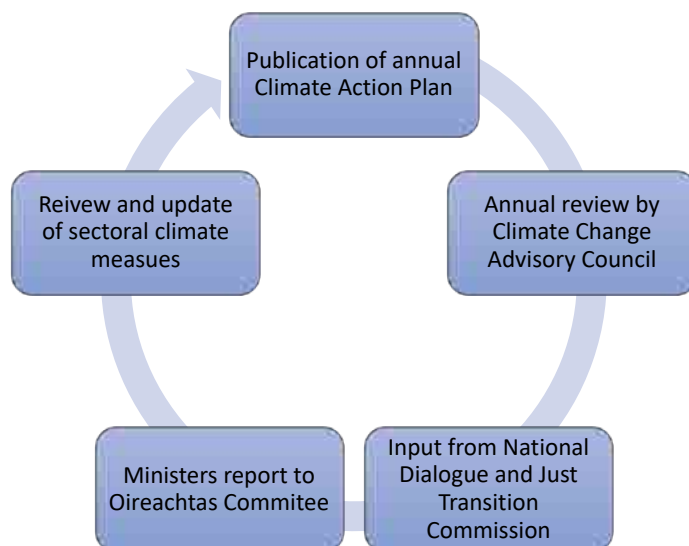 Publication of annual
Climate Action Plan
Annual review by
Climate Change
Advisory Council
Input from National
Dialogue and Just
Transition
Commission
Ministers report to
Oireachtas Commitee
Reivew and update
of sectoral climate
measues